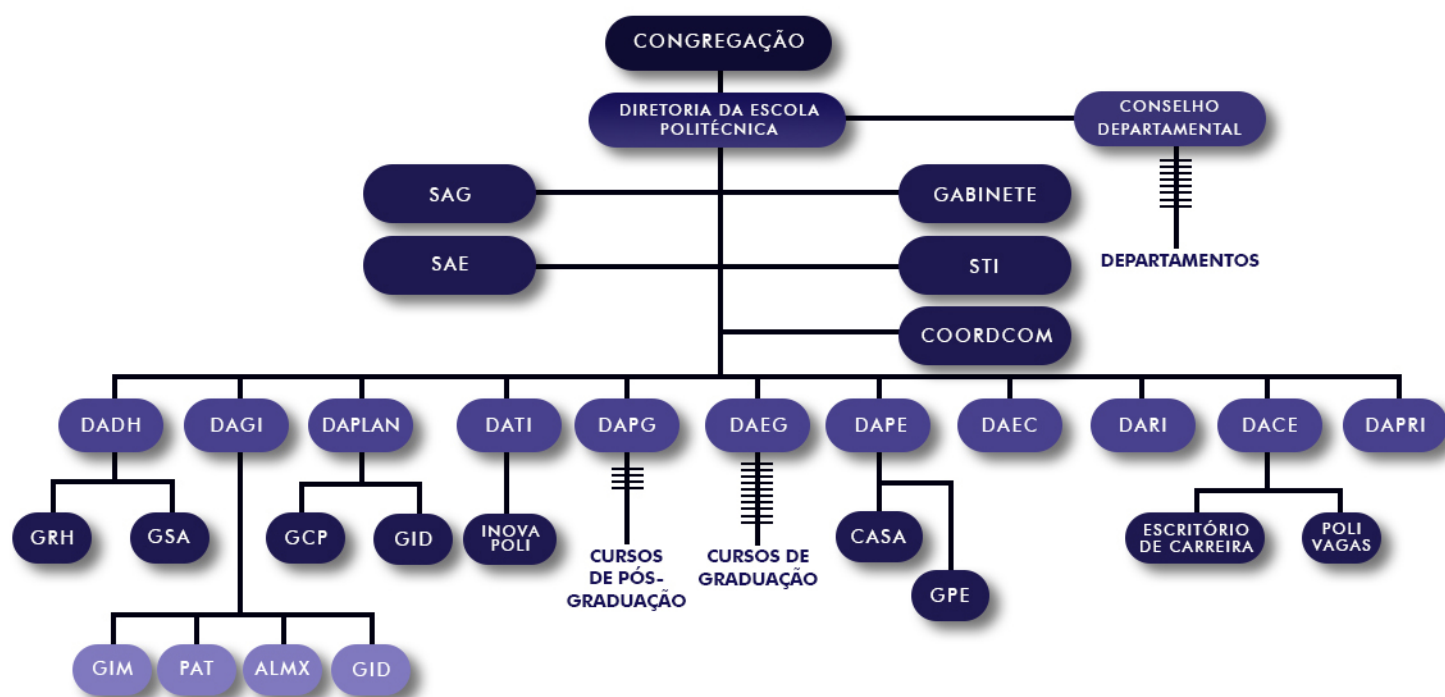 CONGREGAÇÃO
DIRETORIA DA ESCOLA
POLITÉCNICA
CONSELHO
DEPARTAMENTAL
SAG
GABINETE
SAE
STI
DEPARTAMENTOS
COORDCOM
DADH
DAGI
DAPLAN
DATI
DAPG
DAEG
DAPE
DAEC
DARI
DACE
DAPRI
GRH
GSA
GCP
GID
INOVA
POLI
CURSOS
DE PÓS-
GRADUAÇÃO
CURSOS DE
GRADUAÇÃO
CASA
GPE
ESCRITÓRIO
DE CARREIRA
POLI
VAGAS
GIM
PAT
ALMX
GID